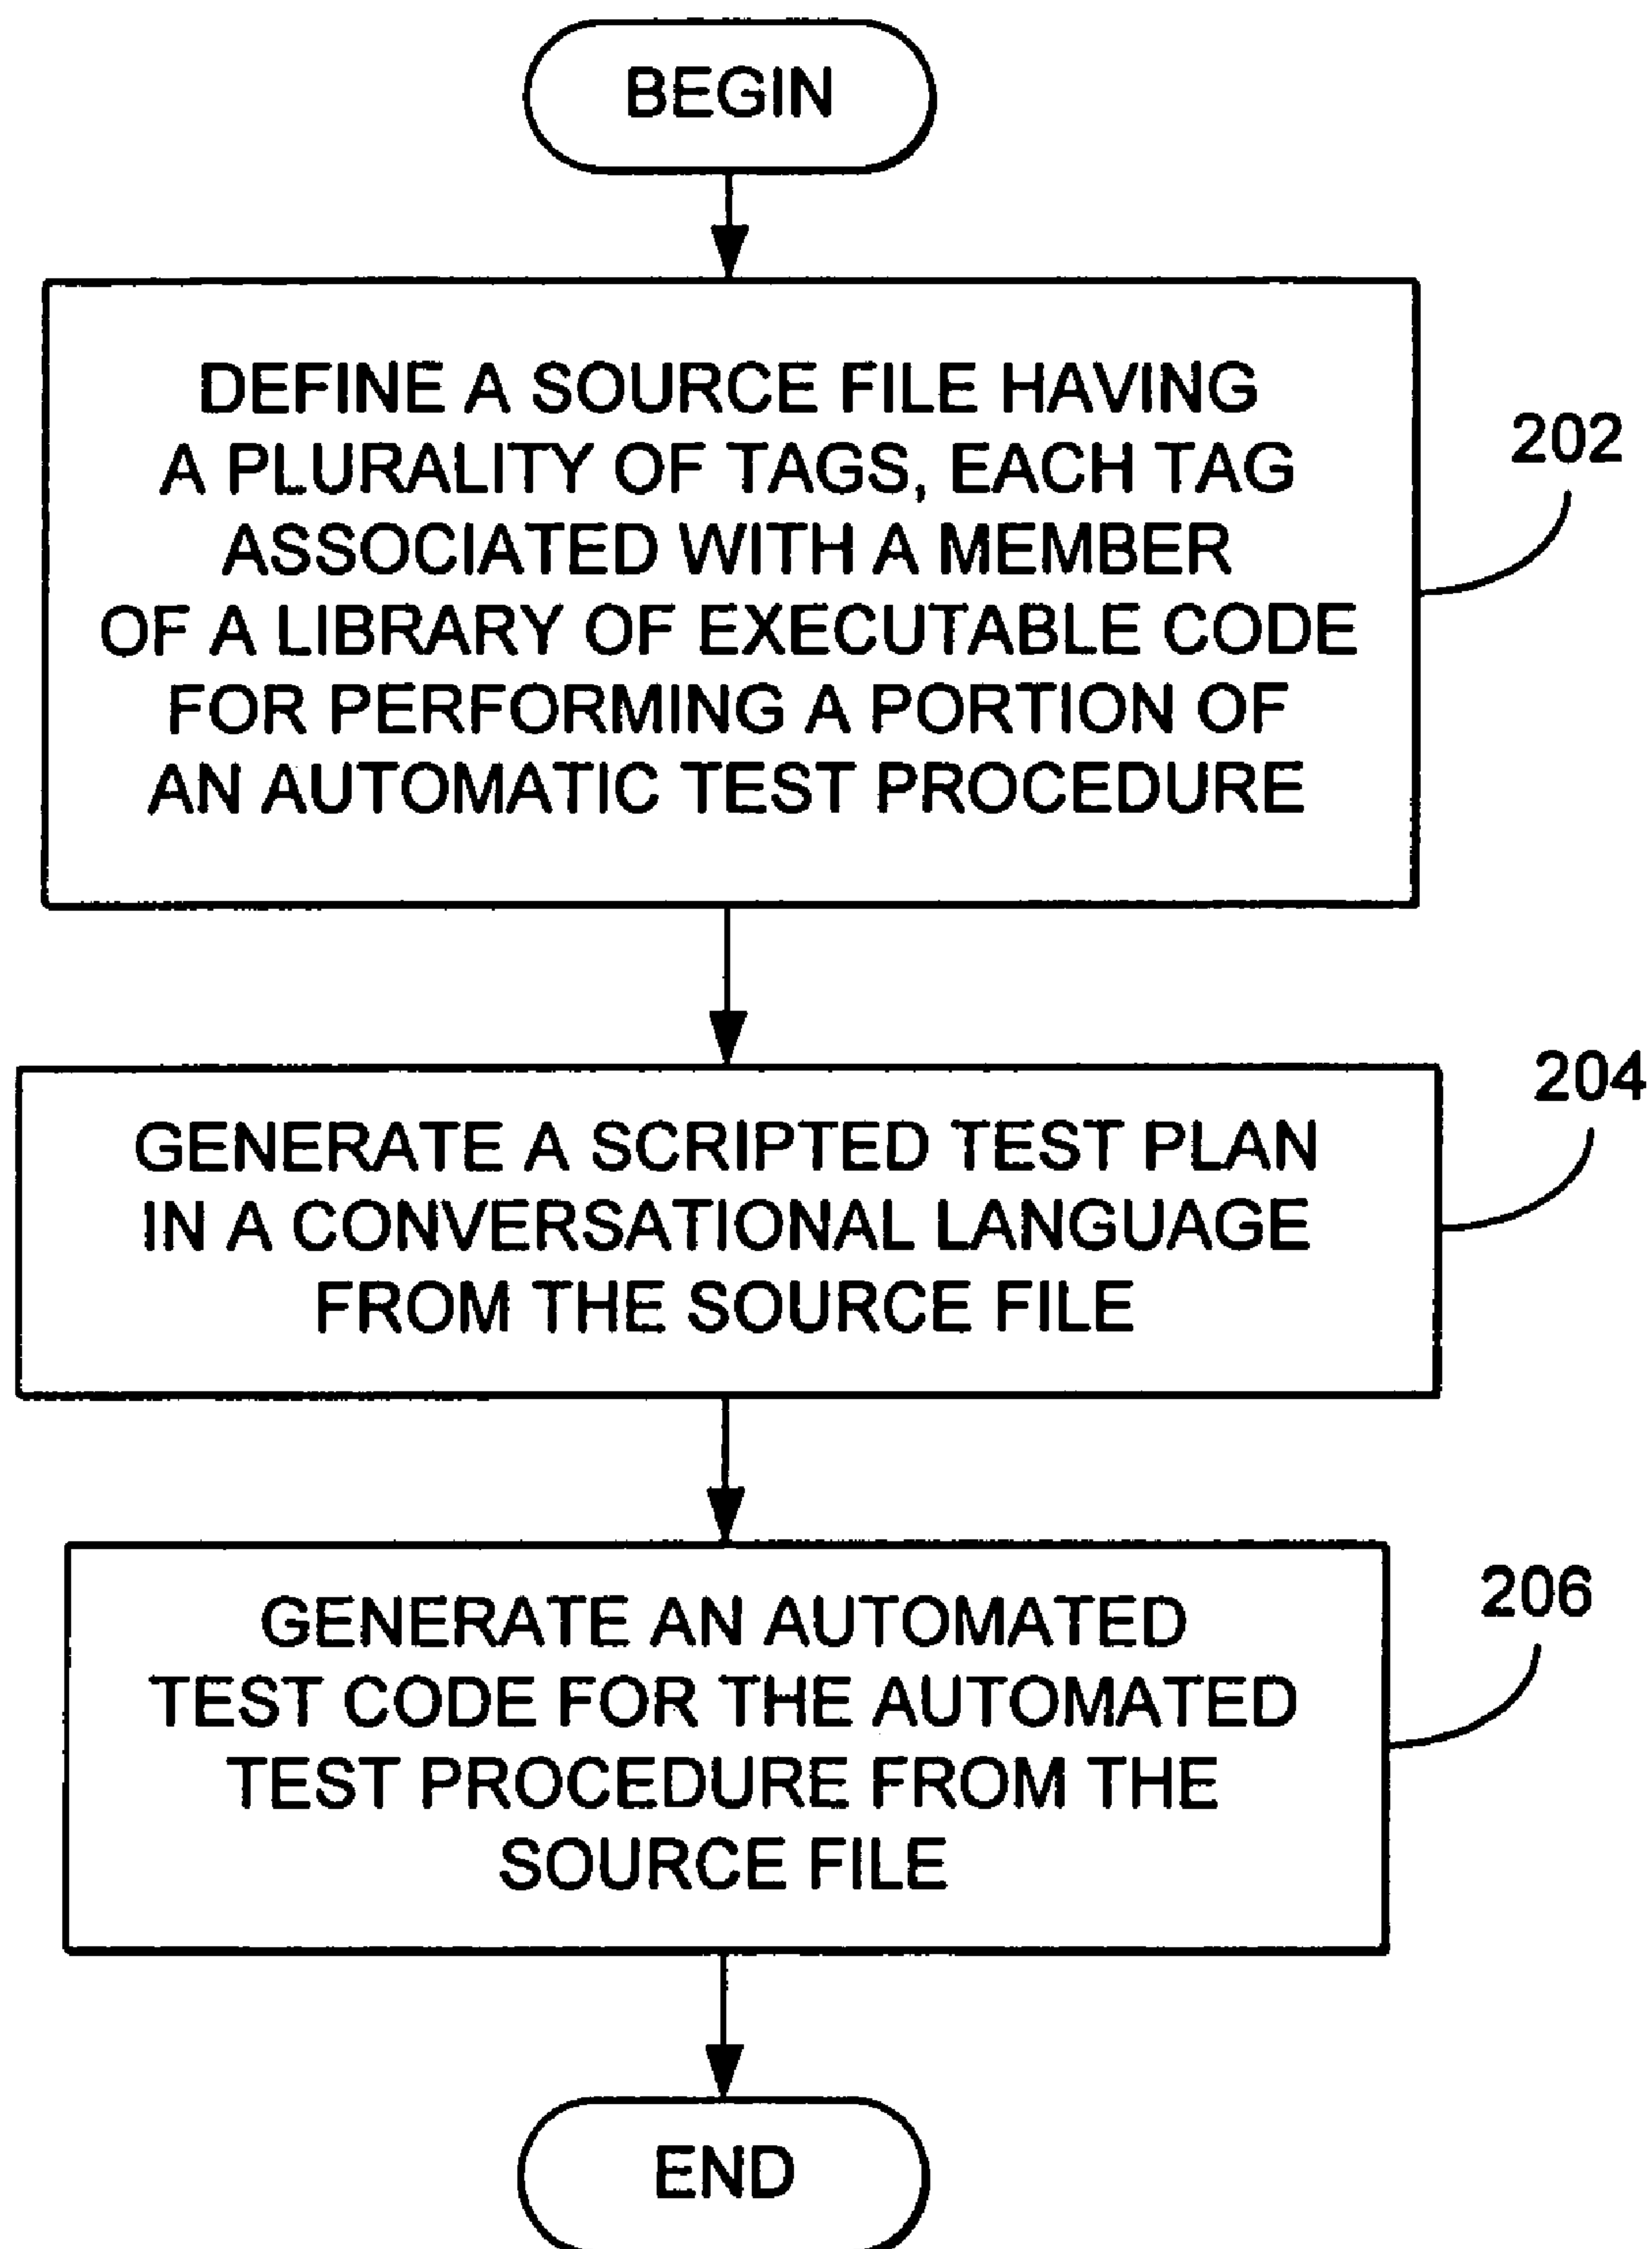 BEGIN
DEFINE A SOURCE FILE HAVING
A PLURALITY OF TAGS, EACH TAG
ASSOCIATED WITH A MEMBER
OF A LIBRARY OF EXECUTABLE CODE
FOR PERFORMING A PORTION OF
AN AUTOMATIC TEST PROCEDURE
202
GENERATE A SCRIPTED TEST PLAN
IN A CONVERSATIONAL LANGUAGE
FROM THE SOURCE FILE
204
GENERATE AN AUTOMATED
TEST CODE FOR THE AUTOMATED
TEST PROCEDURE FROM THE
SOURCE FILE
206
END